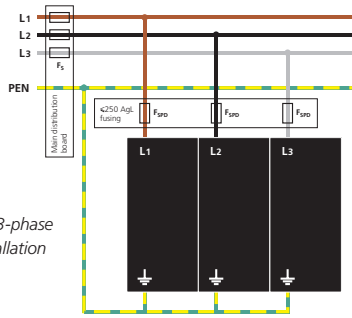 L1
L2
L3
FS
PEN
Main distribution
board
≤250 AgL
fusing
FSPD
FSPD
FSPD
L1
L2
L3
3-phase
allation